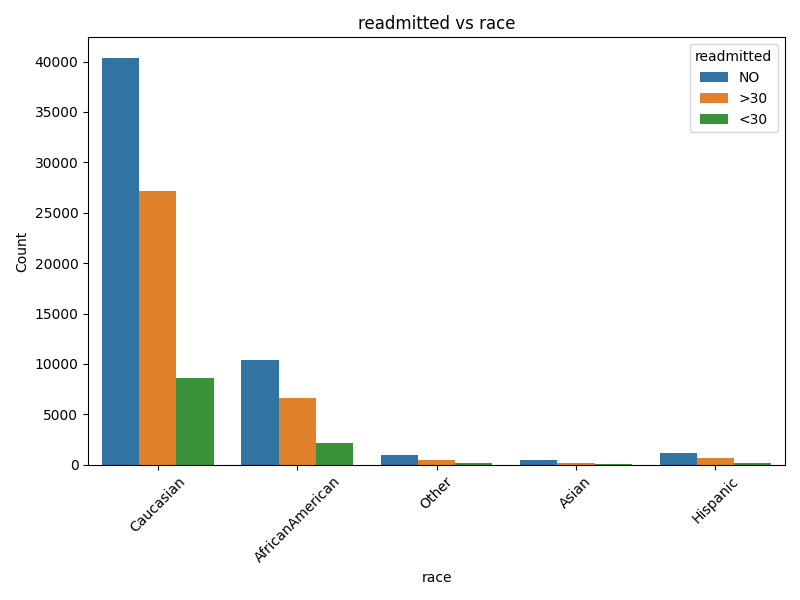 readmitted vs race
readmitted
NO
>30
<30
Count
40000
35000
30000
25000
20000
15000
10000
5000
0
Caucasian
AfricanAmerican
Other
Asian
Hispanic
race